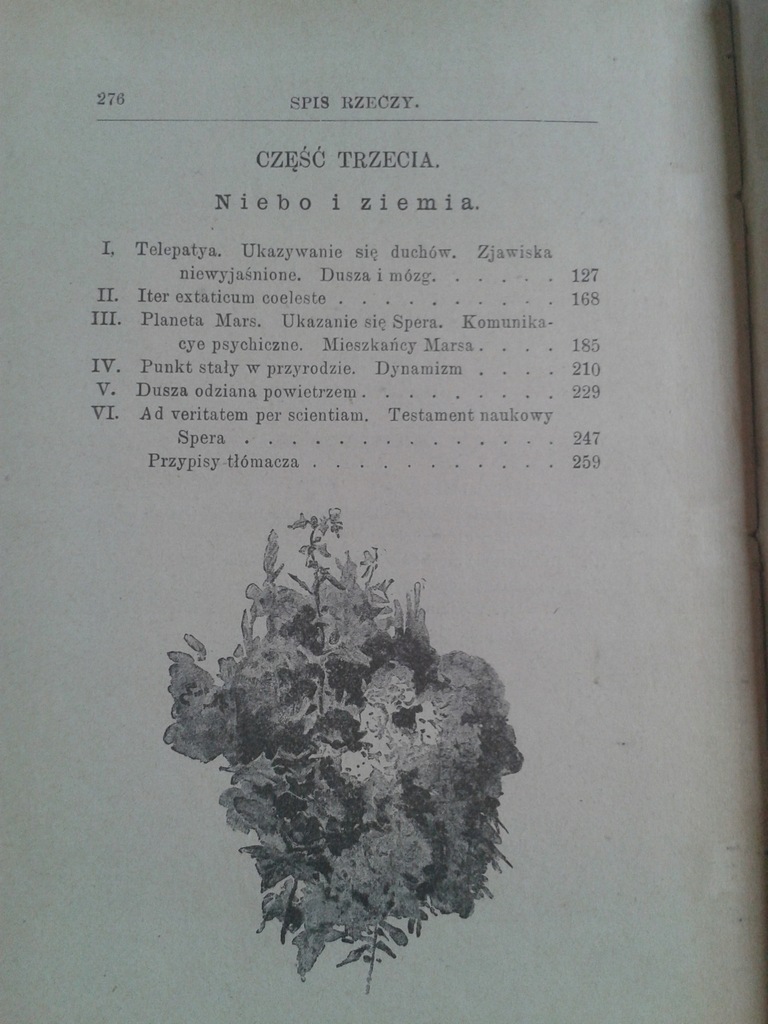 276 SPIS RZECZY.
CZĘŚĆ TRZECIA.
Niebo i ziemia.
I. Telepatya. Ukazywanie się duchów. Zjawiska
niewyjaśnione. Dusza i mózg. . . . . . 127
II. Iter extaticum coeleste . . . . . . . . . . 168
III. Planeta Mars. Ukazanie się Spera. Komunika-
cye psychiczne. Mieszkańcy Marsa . . . . 185
IV. Punkt stały w przyrodzie. Dynamizm . . . . 210
V. Dusza odziana powietrzem . . . . . . . . . 229
VI. Ad veritatem per scientiam. Testament naukowy
Spera . . . . . . . . . . . . . . 247
Przypisy tłómacza . . . . . . . . . . . 259